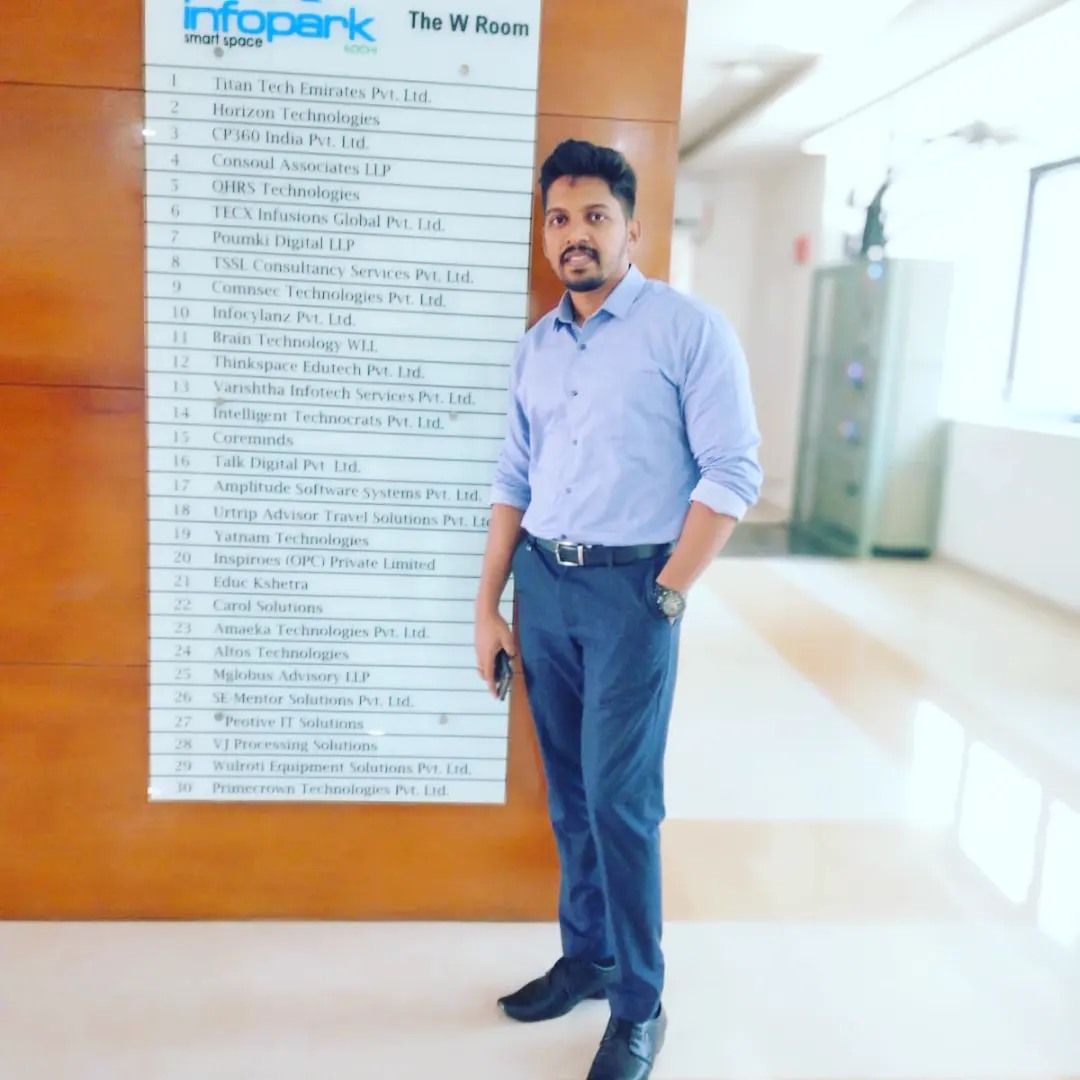 infopark
smart space
KOCHI
The W Room
1 Titan Tech Emirates Pvt. Ltd.
2 Horizon Technologies
3 CP360 India Pvt. Ltd.
4 Consoul Associates LLP
5 QHRS Technologies
6 TECX Infusions Global Pvt. Ltd.
7 Poumki Digital LLP
8 TSSL Consultancy Services Pvt. Ltd.
9 Comnsec Technologies Pvt. Ltd.
10 Infocylanz Pvt. Ltd.
11 Brain Technology WLL
12 Thinkspace Edutech Pvt. Ltd.
13 Varishtha Infotech Services Pvt. Ltd.
14 Intelligent Technocrats Pvt. Ltd.
15 Coreminds
16 Talk Digital Pvt Ltd.
17 Amplitude Software Systems Pvt. Ltd.
18 Urtrip Advisor Travel Solutions Pvt. Lt
19 Yatnam Technologies
20 Inspiroes (OPC) Private Limited
21 Educ Kshetra
22 Carol Solutions
23 Amaeka Technologies Pvt. Ltd.
24 Altos Technologies
25 Mglobus Advisory LLP
26 SE-Mentor Solutions Pvt. Ltd.
27 Peotive IT Solutions
28 VJ Processing Solutions
29 Wulroti Equipment Solutions Pvt. Ltd.
30 Primecrown Technologies Pvt. Ltd.